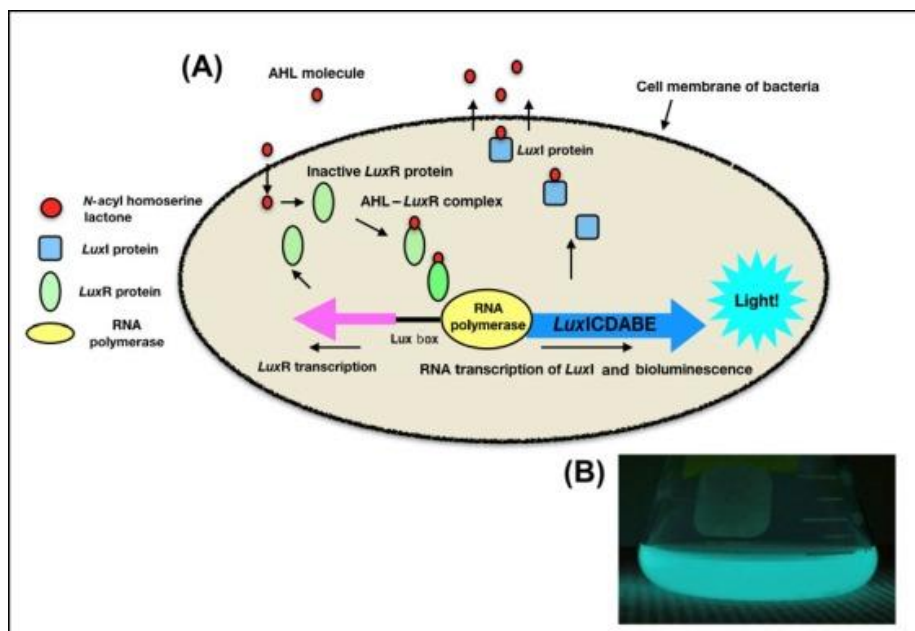 (A)
AHL molecule
Cell membrane of bacteria
LuxI protein
Inactive LuxR protein
AHL – LuxR complex
N-acyl homoserine
lactone
LuxI protein
LuxR protein
RNA
polymerase
RNA
polymerase
LuxICDABE
Light!
Lux box
LuxR transcription
RNA transcription of LuxI and bioluminescence
(B)